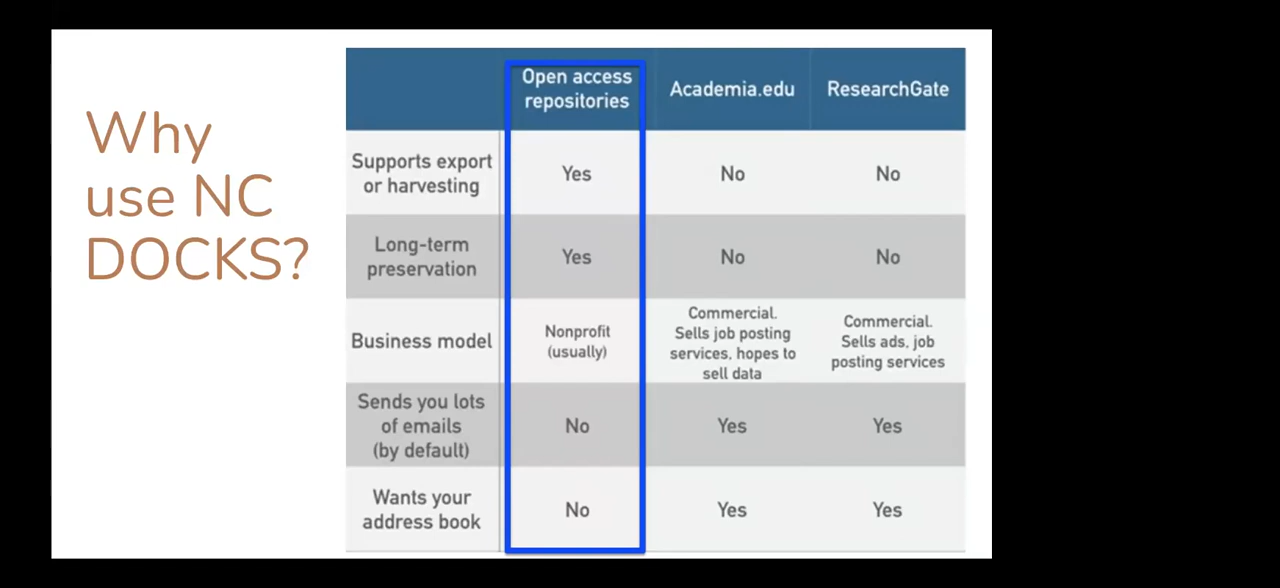 Why
use NC
DOCKS?
Open access
repositories
Academia.edu
ResearchGate
Supports export
or harvesting
Yes
No
No
Long-term
preservation
Yes
No
No
Business model
Nonprofit
(usually)
Commercial.
Sells job posting
services, hopes to
sell data
Commercial.
Sells ads, job
posting services
Sends you lots
of emails
(by default)
No
Yes
Yes
Wants your
address book
No
Yes
Yes